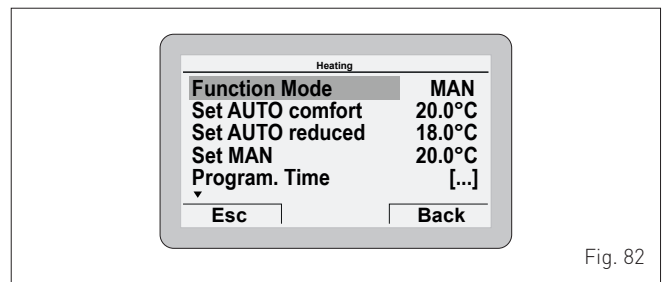 Heating
Function Mode MAN
Set AUTO comfort 20.0°C
Set AUTO reduced 18.0°C
Set MAN 20.0°C
Program. Time [...]
Esc Back
Fig. 82